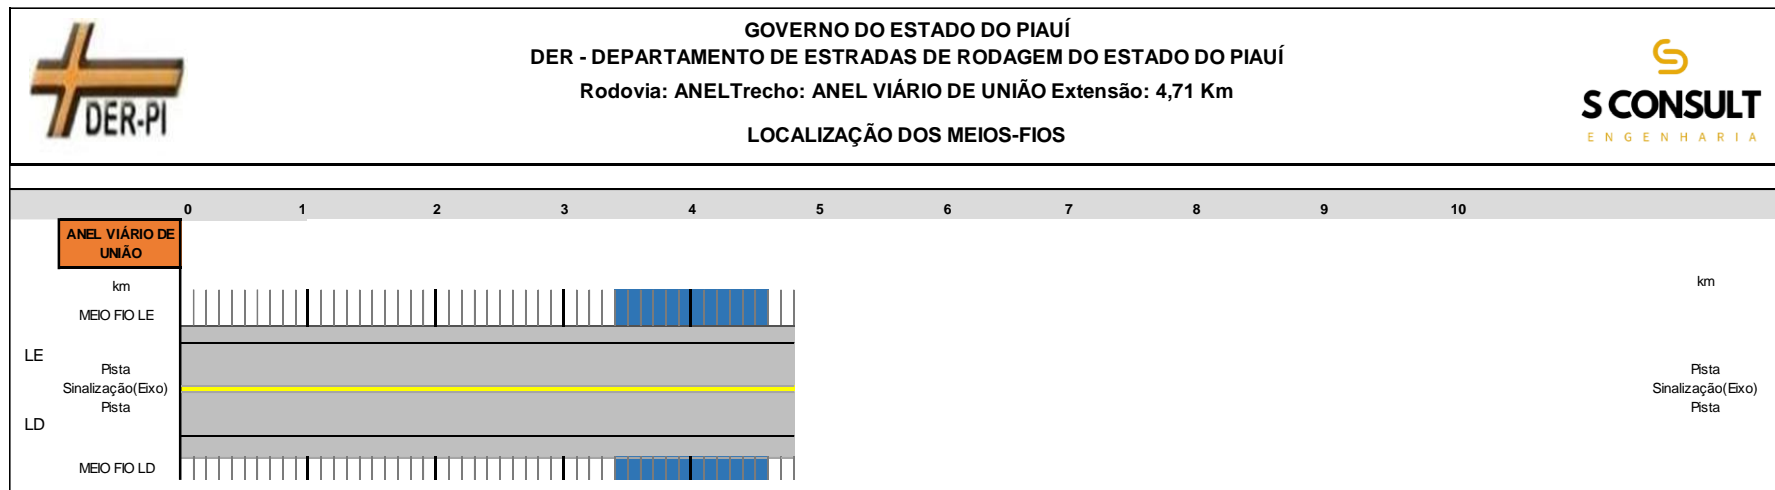 DER-PI
GOVERNO DO ESTADO DO PIAUÍ
DER - DEPARTAMENTO DE ESTRADAS DE RODAGEM DO ESTADO DO PIAUÍ
Rodovia: ANELTrecho: ANEL VIÁRIO DE UNIÃO Extensão: 4,71 Km
LOCALIZAÇÃO DOS MEIOS-FIOS
S CONSULT
ENGENHARIA
0 1 2 3 4 5 6 7 8 9 10
ANEL VIÁRIO DE
UNIÃO
km km
MEIO FIO LE
LE
Pista Pista
Sinalização(Eixo) Sinalização(Eixo)
Pista Pista
LD
MEIO FIO LD